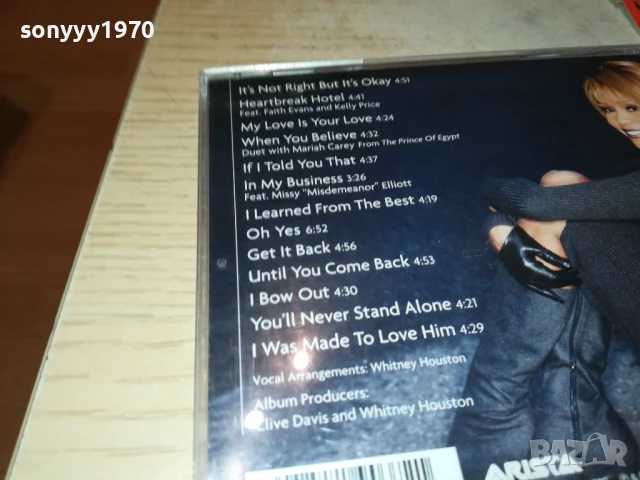 sonyyy1970
It's Not Right But It's Okay 4:51
Heartbreak Hotel 4:41
Feat. Faith Evans and Kelly Price
My Love Is Your Love 4:24
When You Believe 4:32
Duet with Mariah Carey From The Prince Of Egypt
If I Told You That 4:37
In My Business 3:26
Feat. Missy "Misdemeanor" Elliott
I Learned From The Best 4:19
Oh Yes 6:52
Get It Back 4:56
Until You Come Back 4:53
I Bow Out 4:30
You'll Never Stand Alone 4:21
I Was Made To Love Him 4:29
Vocal Arrangements: Whitney Houston
Album Producers:
Clive Davis and Whitney Houston
ARISTA
BAZAR